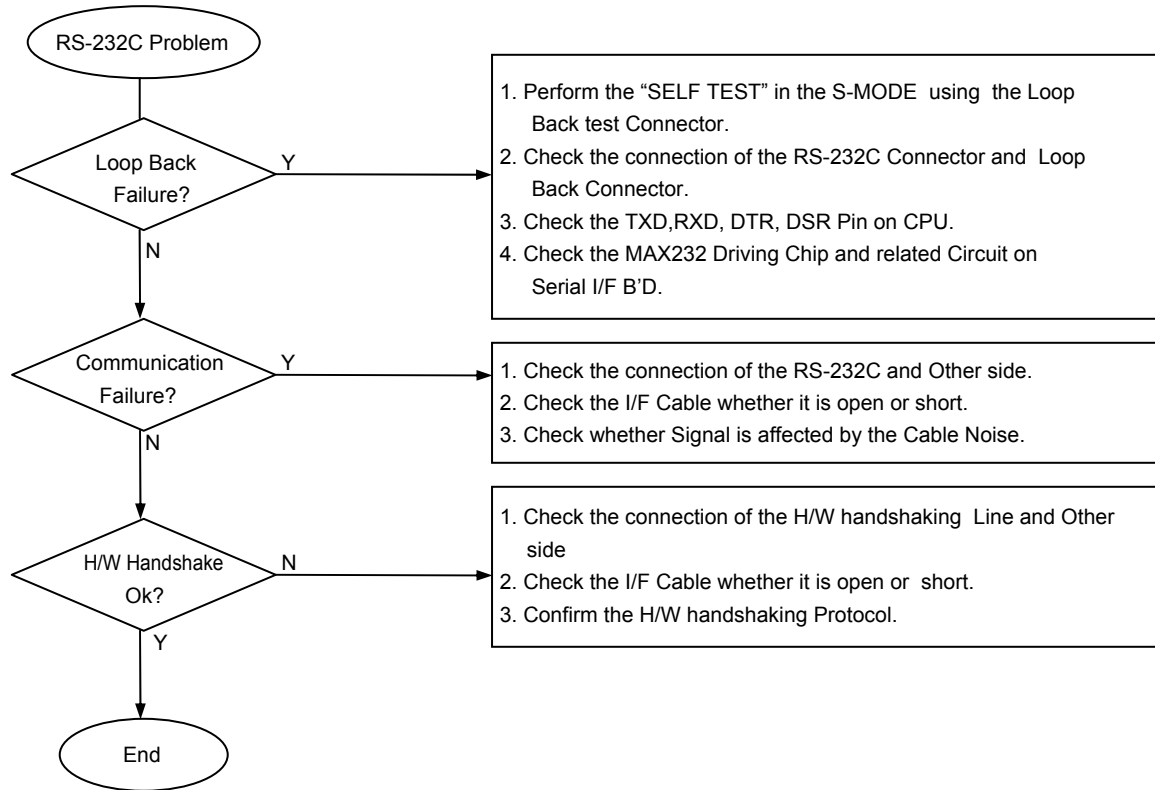 RS-232C Problem
Loop Back
Failure?
Y
N
1. Perform the “SELF TEST” in the S-MODE using the Loop
Back test Connector.
2. Check the connection of the RS-232C Connector and Loop
Back Connector.
3. Check the TXD,RXD, DTR, DSR Pin on CPU.
4. Check the MAX232 Driving Chip and related Circuit on
Serial I/F B’D.
Communication
Failure?
Y
N
1. Check the connection of the RS-232C and Other side.
2. Check the I/F Cable whether it is open or short.
3. Check whether Signal is affected by the Cable Noise.
H/W Handshake
Ok?
N
Y
1. Check the connection of the H/W handshaking Line and Other
side
2. Check the I/F Cable whether it is open or short.
3. Confirm the H/W handshaking Protocol.
End